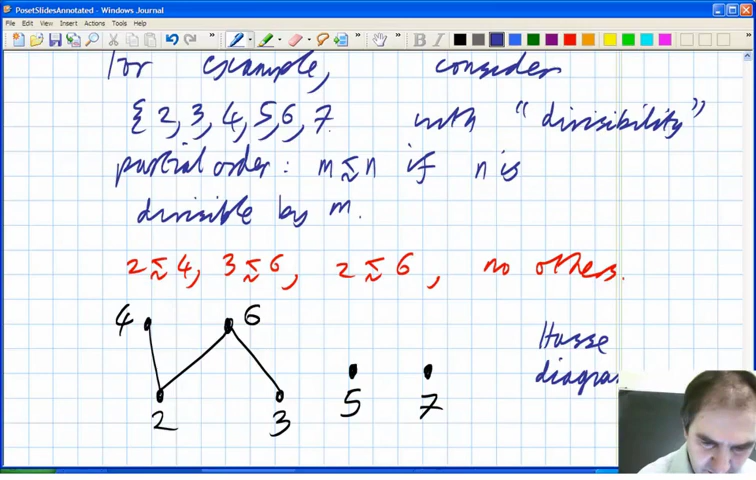 PosetSlidesAnnotated - Windows Journal
File Edit View Insert Actions Tools Help
B I
For example, consider
{ 2, 3, 4, 5, 6, 7 with "divisibility"
partial order: m ≾ n if n is
divisible by m.
2 ≾ 4, 3 ≾ 6, 2 ≾ 6, no others.
4 6
Hasse
diagram
2 3 5 7